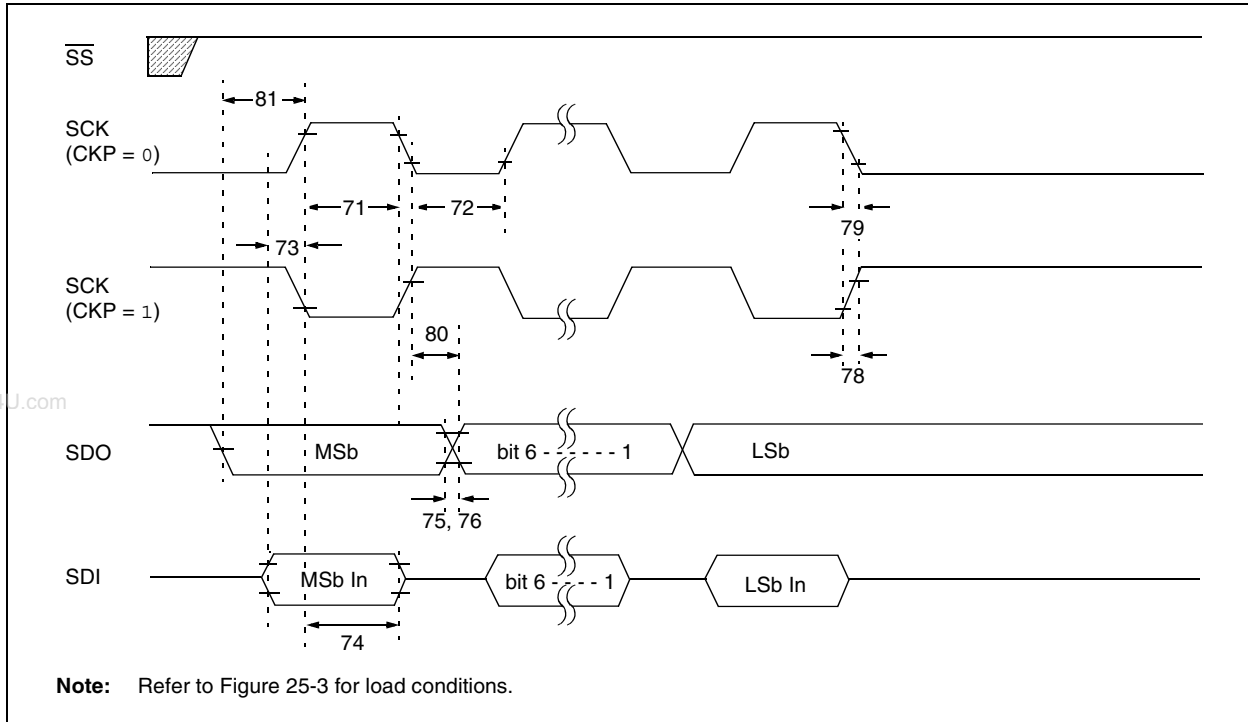 SS
81
SCK
(CKP = 0)
71
72
79
73
SCK
(CKP = 1)
80
78
4U.com
SDO
MSb
bit 6 - - - - - - 1
LSb
75, 76
SDI
MSb In
bit 6 - - - - - 1
LSb In
74
Note: Refer to Figure 25-3 for load conditions.